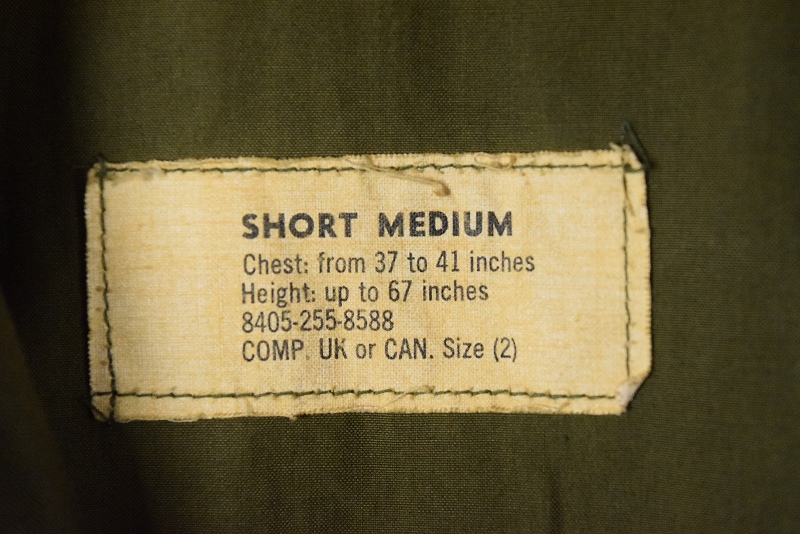 SHORT MEDIUM
Chest: from 37 to 41 inches
Height: up to 67 inches
8405-255-8588
COMP. UK or CAN. Size (2)